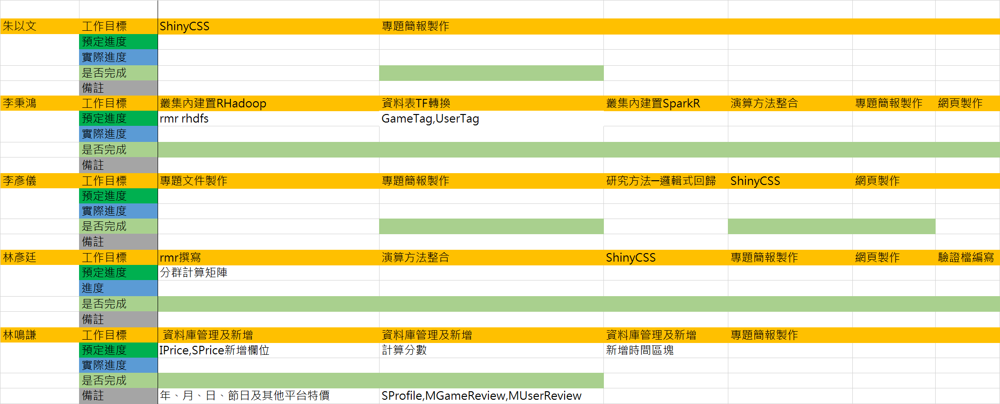 朱以文 工作目標 ShinyCSS 專題簡報製作
預定進度
實際進度
是否完成
備註
李秉鴻 工作目標 叢集內建置RHadoop 資料表TF轉換 叢集內建置SparkR 演算方法整合 專題簡報製作 網頁製作
預定進度 rmr rhdfs GameTag,UserTag
實際進度
是否完成
備註
李彥儀 工作目標 專題文件製作 專題簡報製作 研究方法─邏輯式回歸 ShinyCSS 網頁製作
預定進度
實際進度
是否完成
備註
林彥廷 工作目標 rmr撰寫 演算方法整合 ShinyCSS 專題簡報製作 網頁製作 驗證檔編寫
預定進度 分群計算矩陣
進度
是否完成
備註
林鳴謙 工作目標 資料庫管理及新增 資料庫管理及新增 資料庫管理及新增 專題簡報製作
預定進度 IPrice,SPrice新增欄位 計算分數 新增時間區塊
實際進度
是否完成
備註 年、月、日、節日及其他平台特價 SProfile,MGameReview,MUserReview